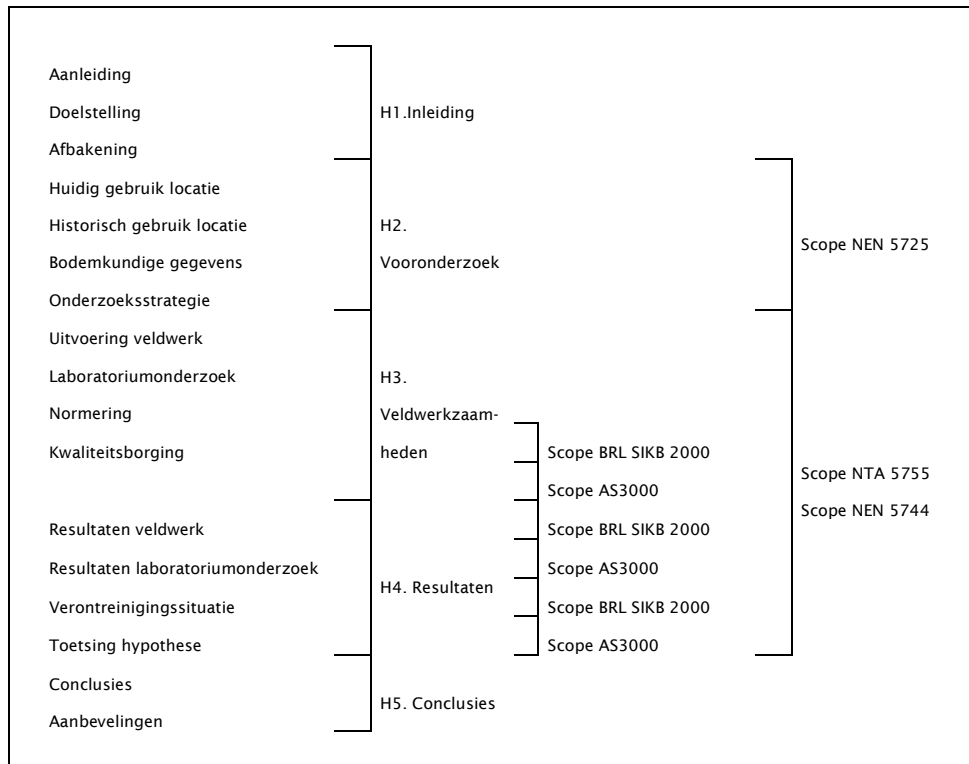 Aanleiding
Doelstelling
H1.Inleiding
Afbakening
Huidig gebruik locatie
Historisch gebruik locatie
H2.
Scope NEN 5725
Bodemkundige gegevens
Vooronderzoek
Onderzoeksstrategie
Uitvoering veldwerk
Laboratoriumonderzoek
H3.
Normering
Veldwerkzaam-
Kwaliteitsborging
heden
Scope BRL SIKB 2000
Scope NTA 5755
Scope AS3000
Scope NEN 5744
Resultaten veldwerk
Scope BRL SIKB 2000
Resultaten laboratoriumonderzoek
Scope AS3000
H4. Resultaten
Verontreinigingssituatie
Scope BRL SIKB 2000
Toetsing hypothese
Scope AS3000
Conclusies
H5. Conclusies
Aanbevelingen